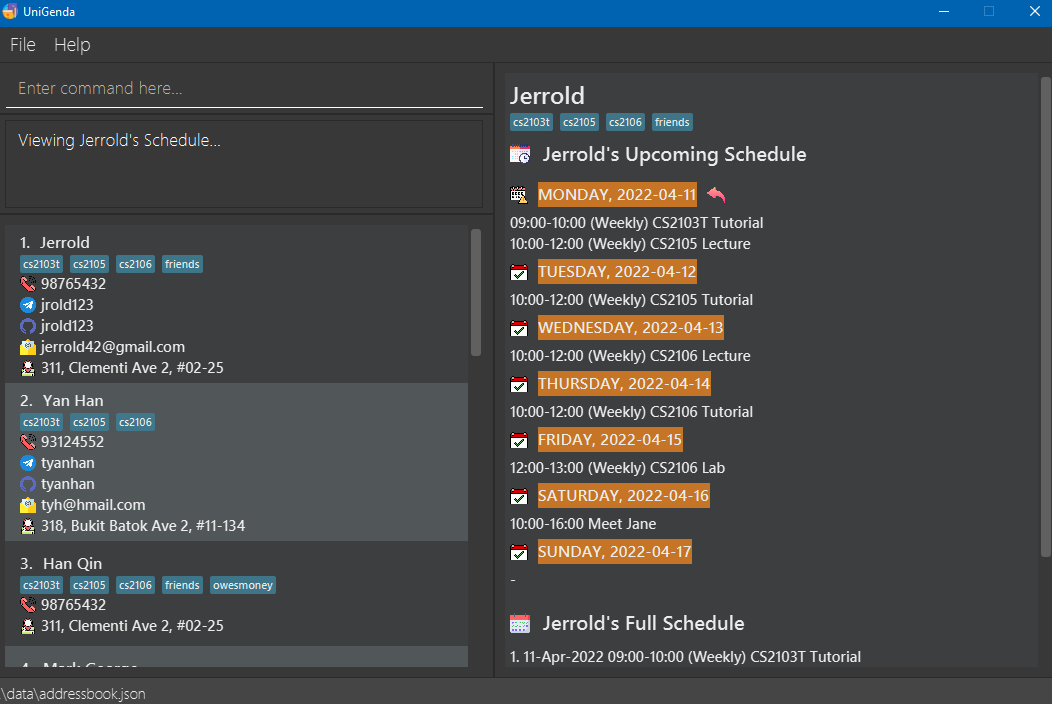 UniGenda
File Help
Enter command here...
Viewing Jerrold's Schedule...
1. Jerrold
cs2103t cs2105 cs2106 friends
98765432
jrold123
jrold123
jerrold42@gmail.com
311, Clementi Ave 2, #02-25
2. Yan Han
cs2103t cs2105 cs2106
93124552
tyanhan
tyanhan
tyh@hmail.com
318, Bukit Batok Ave 2, #11-134
3. Han Qin
cs2103t cs2105 cs2106 friends owesmoney
98765432
311, Clementi Ave 2, #02-25
4. Mark George
Jerrold
cs2103t cs2105 cs2106 friends
Jerrold's Upcoming Schedule
MONDAY, 2022-04-11
09:00-10:00 (Weekly) CS2103T Tutorial
10:00-12:00 (Weekly) CS2105 Lecture
TUESDAY, 2022-04-12
10:00-12:00 (Weekly) CS2105 Tutorial
WEDNESDAY, 2022-04-13
10:00-12:00 (Weekly) CS2106 Lecture
THURSDAY, 2022-04-14
10:00-12:00 (Weekly) CS2106 Tutorial
FRIDAY, 2022-04-15
12:00-13:00 (Weekly) CS2106 Lab
SATURDAY, 2022-04-16
10:00-16:00 Meet Jane
SUNDAY, 2022-04-17
-
Jerrold's Full Schedule
1. 11-Apr-2022 09:00-10:00 (Weekly) CS2103T Tutorial
.\data\addressbook.json